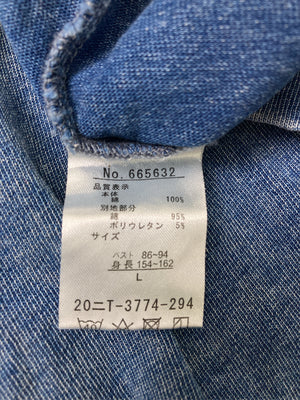 No. 665632
品質表示
本体
綿 100%
別地部分
綿 95%
ポリウレタン 5%
サイズ
バスト 86~94
身長 154~162
L
20ニT-3774-294